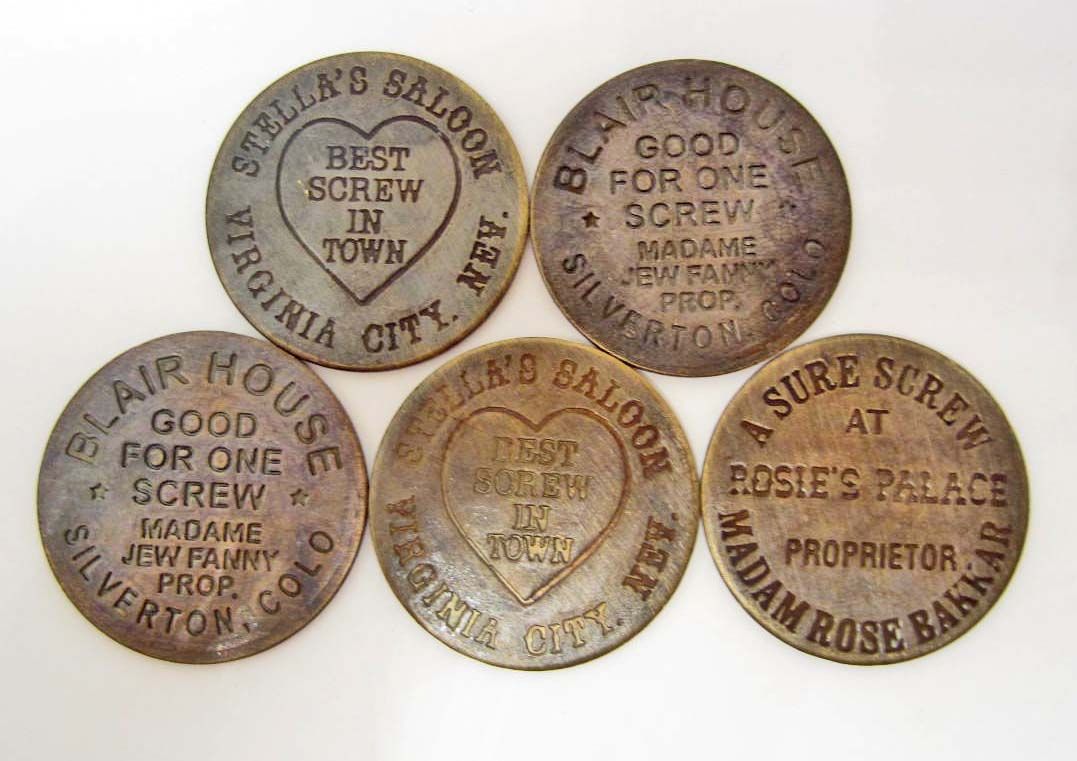 STELLA'S SALOON
BEST
SCREW
IN
TOWN
VIRGINIA CITY. NEV.
BLAIR HOUSE
GOOD
FOR ONE
SCREW
MADAME
JEW FANNY
PROP.
SILVERTON, COLO
BLAIR HOUSE
GOOD
FOR ONE
SCREW
MADAME
JEW FANNY
PROP.
SILVERTON, COLO
STELLA'S SALOON
BEST
SCREW
IN
TOWN
VIRGINIA CITY. NEV.
A SURE SCREW
AT
ROSIE'S PALACE
PROPRIETOR.
MADAM ROSE BAKKAR